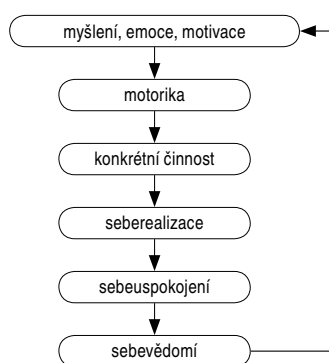 myšlení, emoce, motivace
motorika
konkrétní činnost
seberealizace
sebeuspokojení
sebevědomí